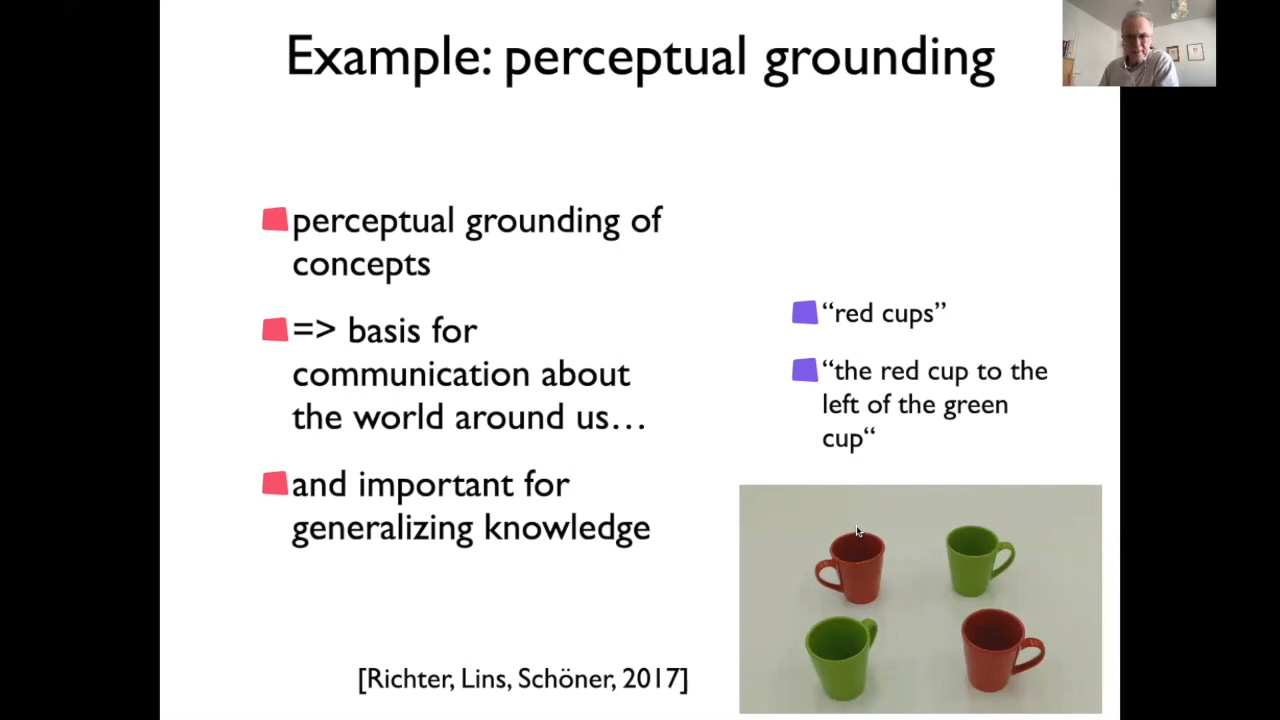 Example: perceptual grounding
perceptual grounding of
concepts
=> basis for
communication about
the world around us…
and important for
generalizing knowledge
“red cups”
“the red cup to the
left of the green
cup“
[Richter, Lins, Schöner, 2017]